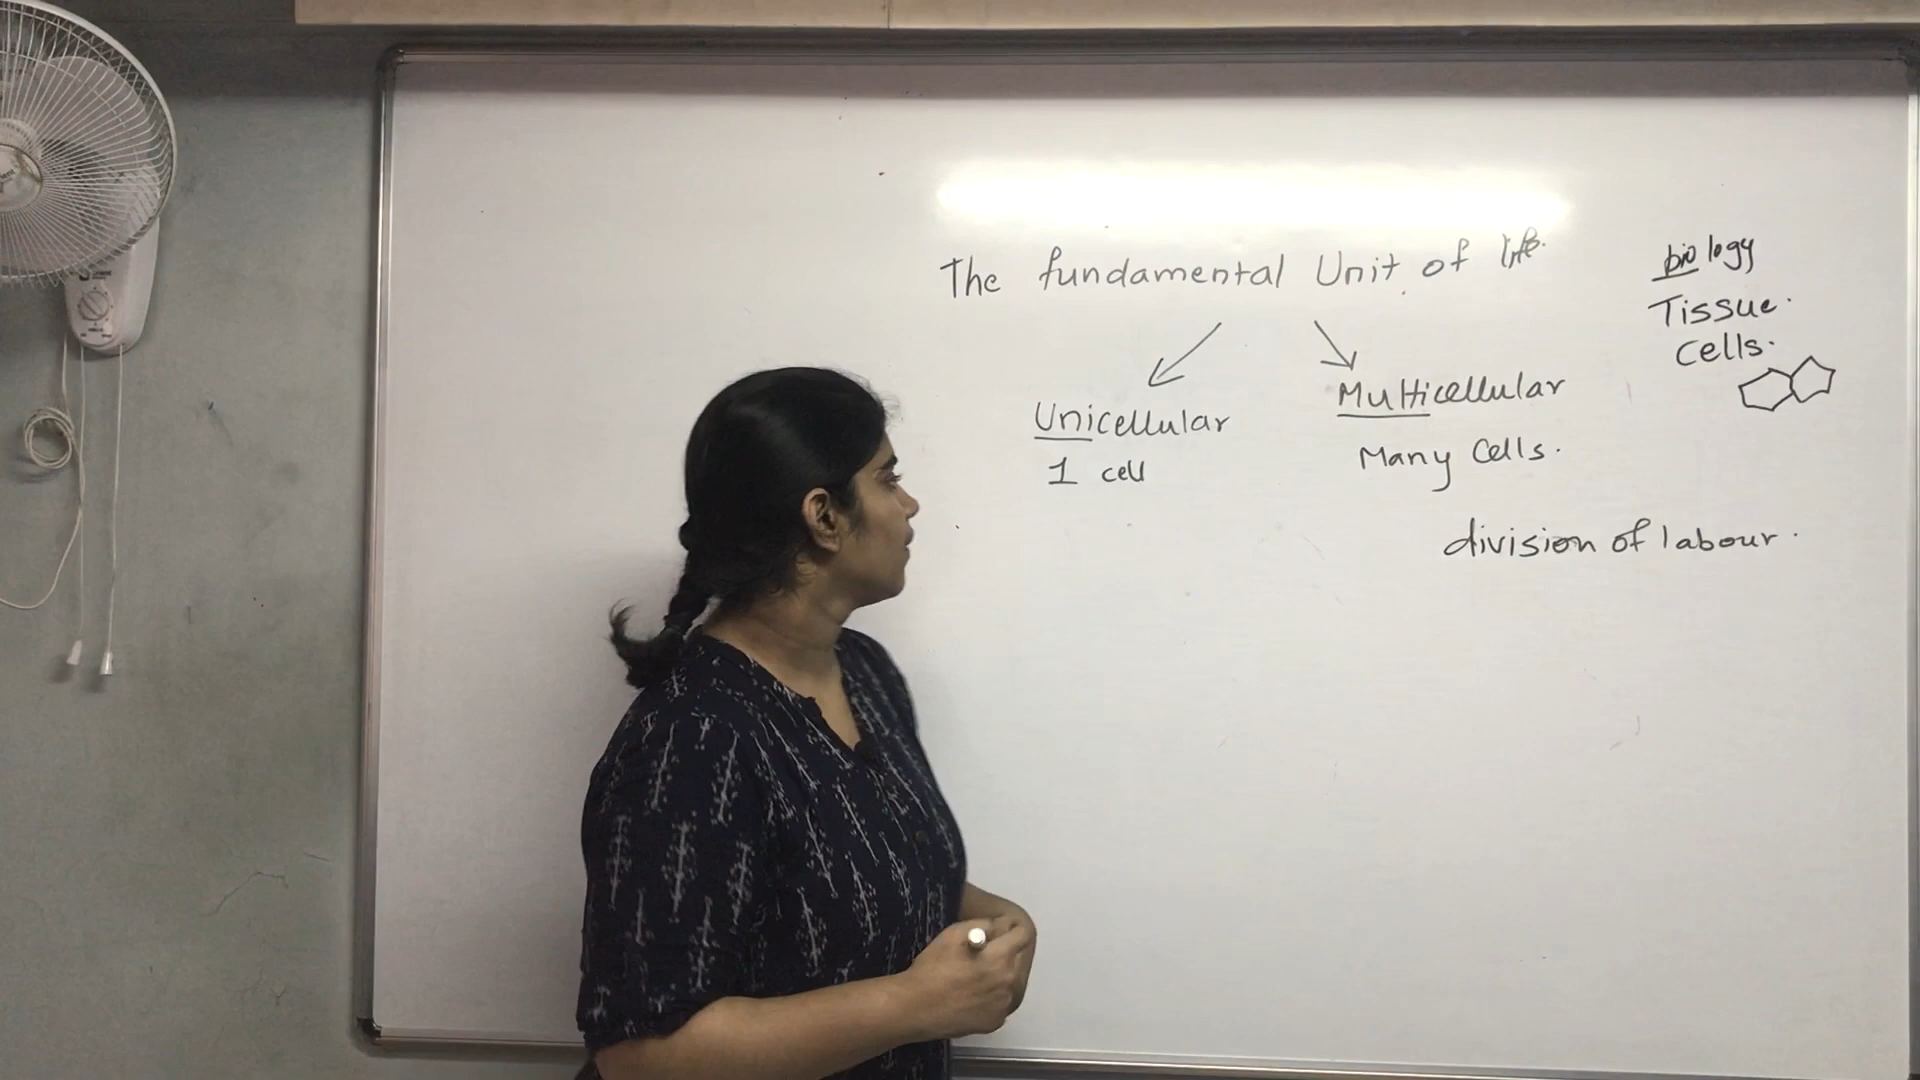 The fundamental Unit of life.
Unicellular
1 cell
Multicellular
Many Cells.
division of labour.
biology
Tissue.
Cells.